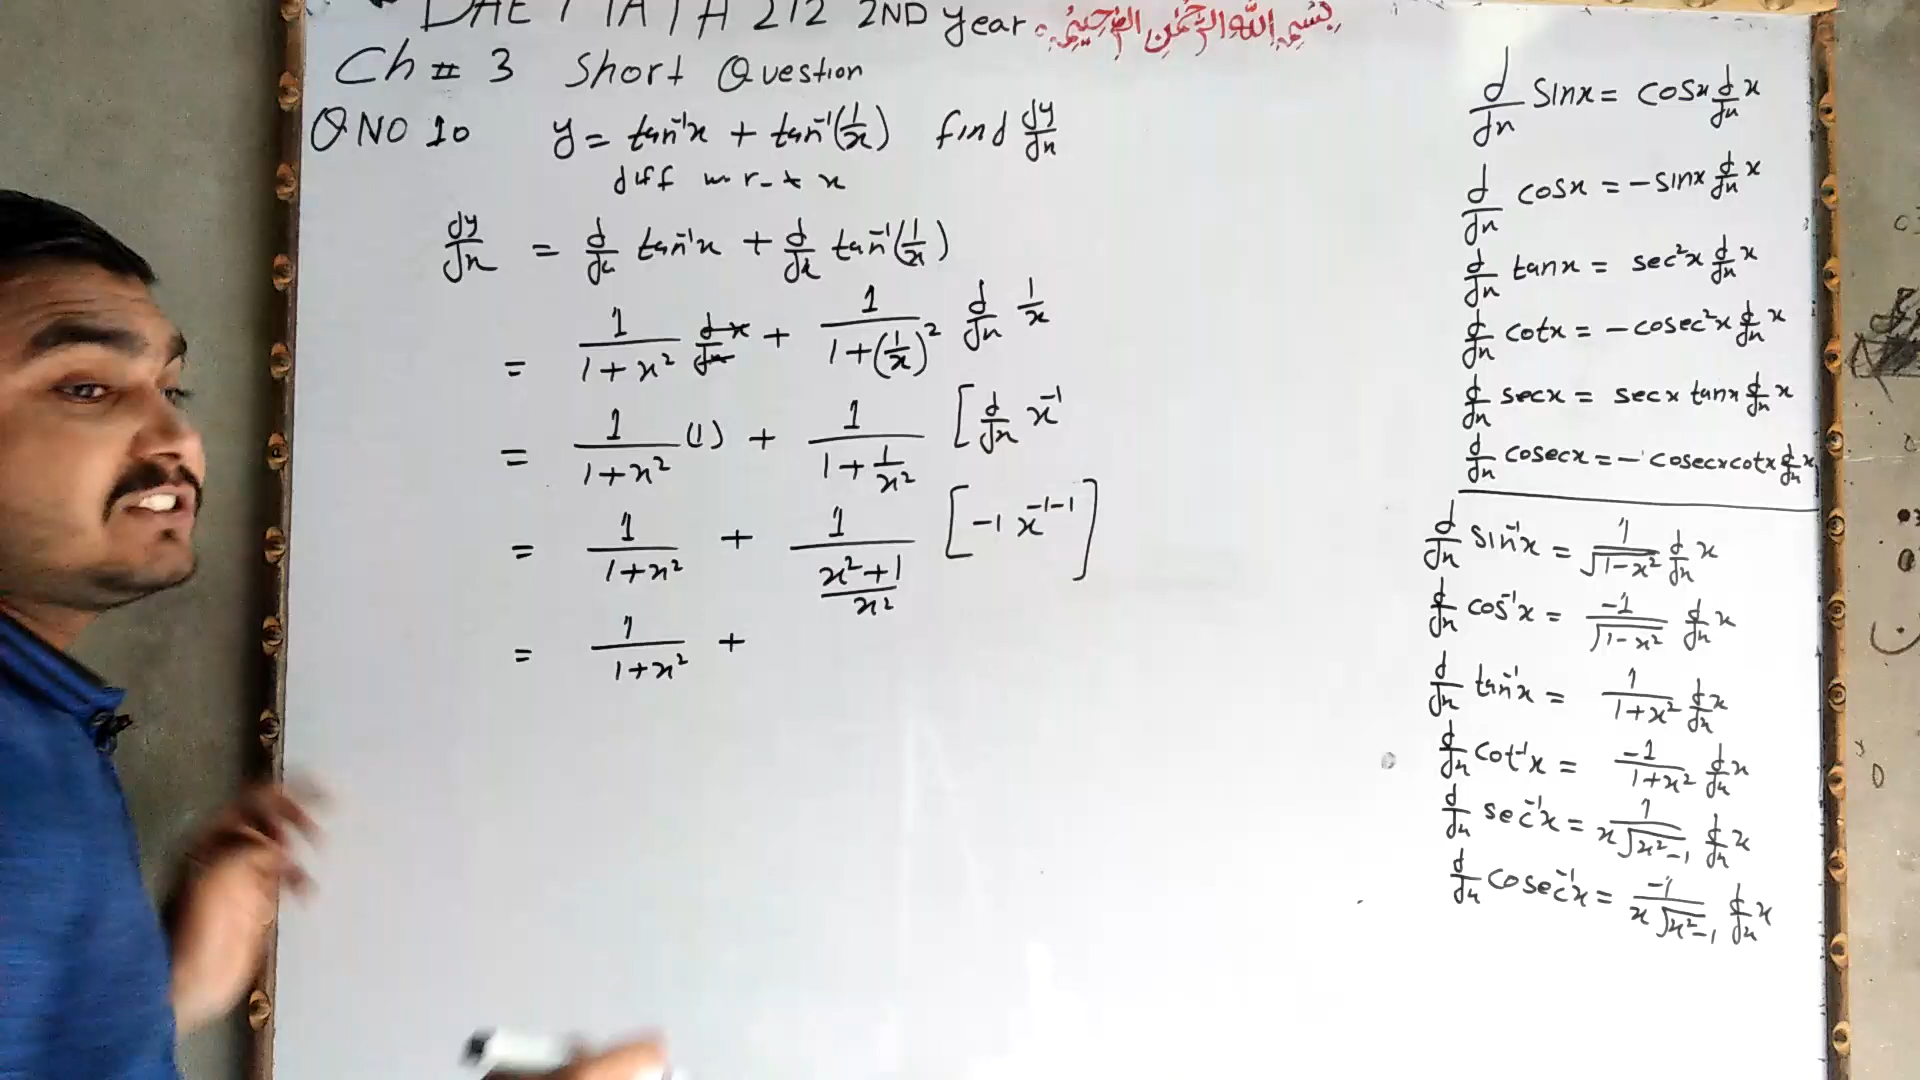 DAE MATH 212 2ND year بسم الله الرحمن الرحيم
Ch # 3 Short Question
Q NO 10 y = tan⁻¹x + tan⁻¹(1/x) find dy/dx
diff w-r-t x
dy/dx = d/dx tan⁻¹x + d/dx tan⁻¹(1/x)
= 1/(1+x²) d/dx x + 1/(1+(1/x)²) d/dx 1/x
= 1/(1+x²) (1) + 1/(1+1/x²) [d/dx x⁻¹
= 1/(1+x²) + 1/((x²+1)/x²) [-1 x⁻¹⁻¹]
= 1/(1+x²) +
d/dx Sinx = cosx d/dx x
d/dx cosx = -sinx d/dx x
d/dx tanx = sec²x d/dx x
d/dx cotx = -cosec²x d/dx x
d/dx secx = secx tanx d/dx x
d/dx cosecx = -cosecxcotx d/dx x
d/dx sin⁻¹x = 1/√(1-x²) d/dx x
d/dx cos⁻¹x = -1/√(1-x²) d/dx x
d/dx tan⁻¹x = 1/(1+x²) d/dx x
d/dx cot⁻¹x = -1/(1+x²) d/dx x
d/dx sec⁻¹x = 1/(x√(x²-1)) d/dx x
d/dx cosec⁻¹x = -1/(x√(x²-1)) d/dx x